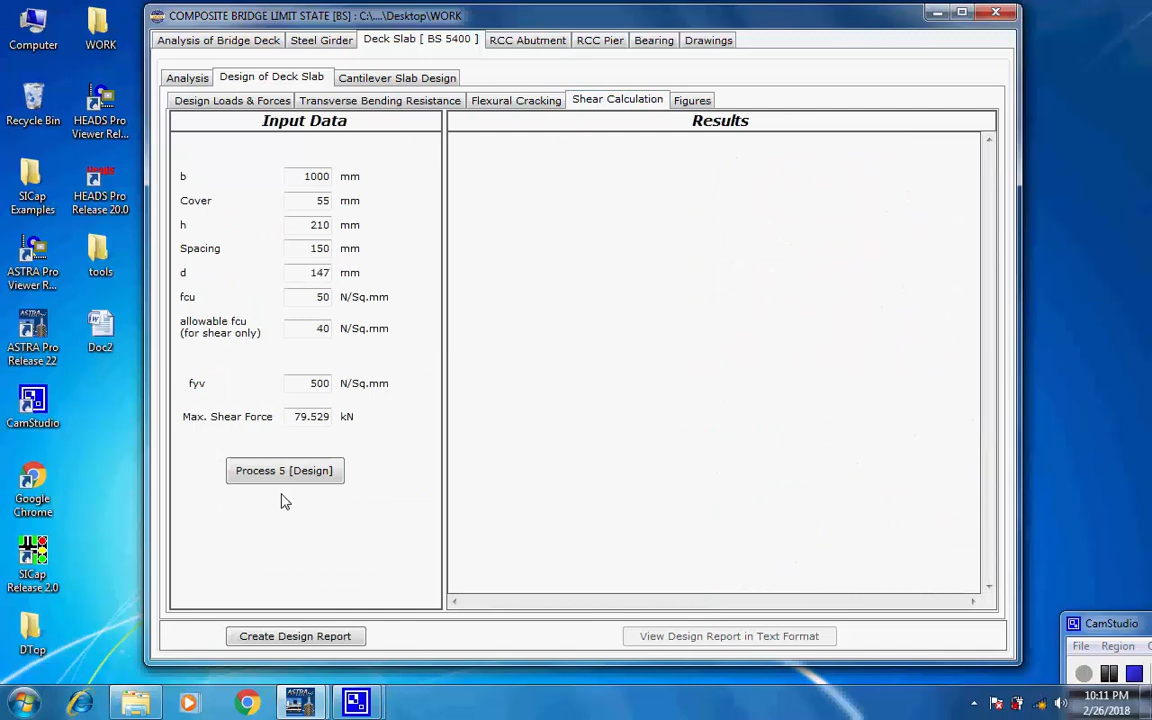 COMPOSITE BRIDGE LIMIT STATE [BS] : C:\....\Desktop\WORK
Analysis of Bridge Deck
Steel Girder
Deck Slab [ BS 5400 ]
RCC Abutment
RCC Pier
Bearing
Drawings
Analysis
Design of Deck Slab
Cantilever Slab Design
Design Loads & Forces
Transverse Bending Resistance
Flexural Cracking
Shear Calculation
Figures
Input Data
Results
b 1000 mm
Cover 55 mm
h 210 mm
Spacing 150 mm
d 147 mm
fcu 50 N/Sq.mm
allowable fcu
(for shear only) 40 N/Sq.mm
fyv 500 N/Sq.mm
Max. Shear Force 79.529 kN
Process 5 [Design]
Create Design Report
View Design Report in Text Format
Computer
WORK
Recycle Bin
HEADS Pro
Viewer Rel...
SICap
Examples
HEADS Pro
Release 20.0
ASTRA Pro
Viewer R...
tools
ASTRA Pro
Release 22
Doc2
CamStudio
Google
Chrome
SICap
Release 2.0
DTop
CamStudio
File Region
10:11 PM
2/26/2018